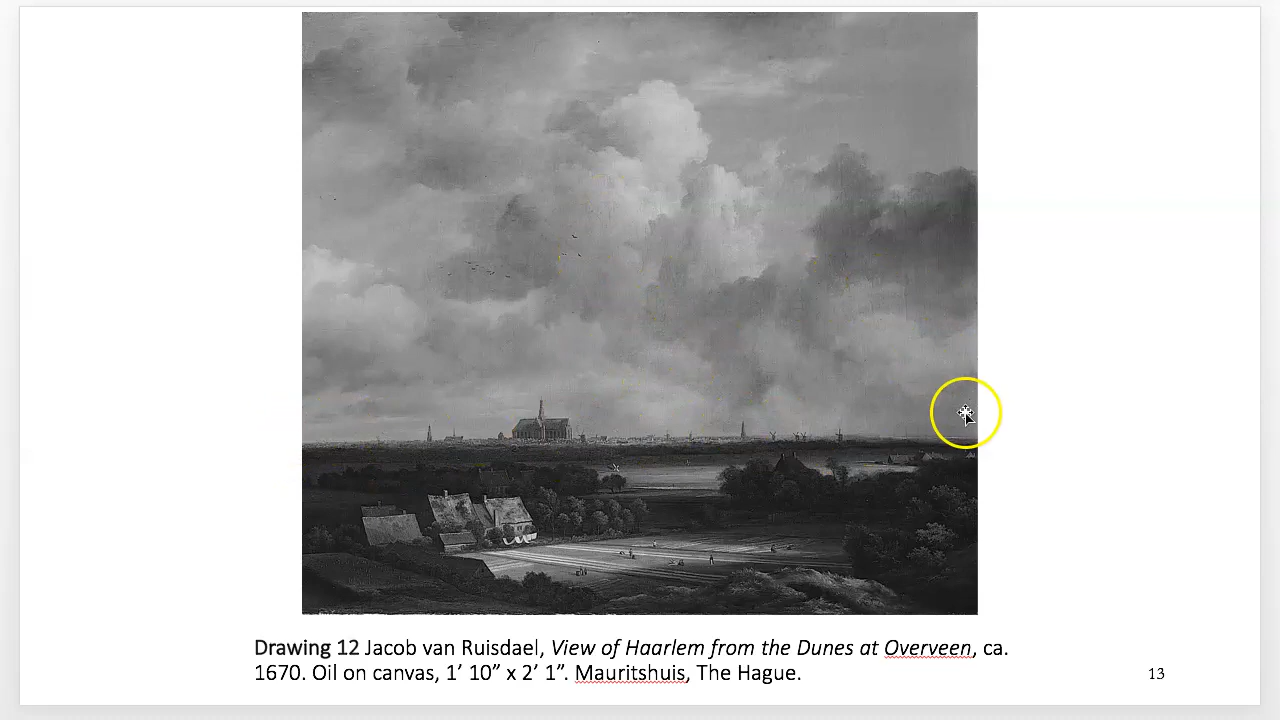 Drawing 12 Jacob van Ruisdael, View of Haarlem from the Dunes at Overveen, ca.
1670. Oil on canvas, 1’ 10” x 2’ 1”. Mauritshuis, The Hague.
13